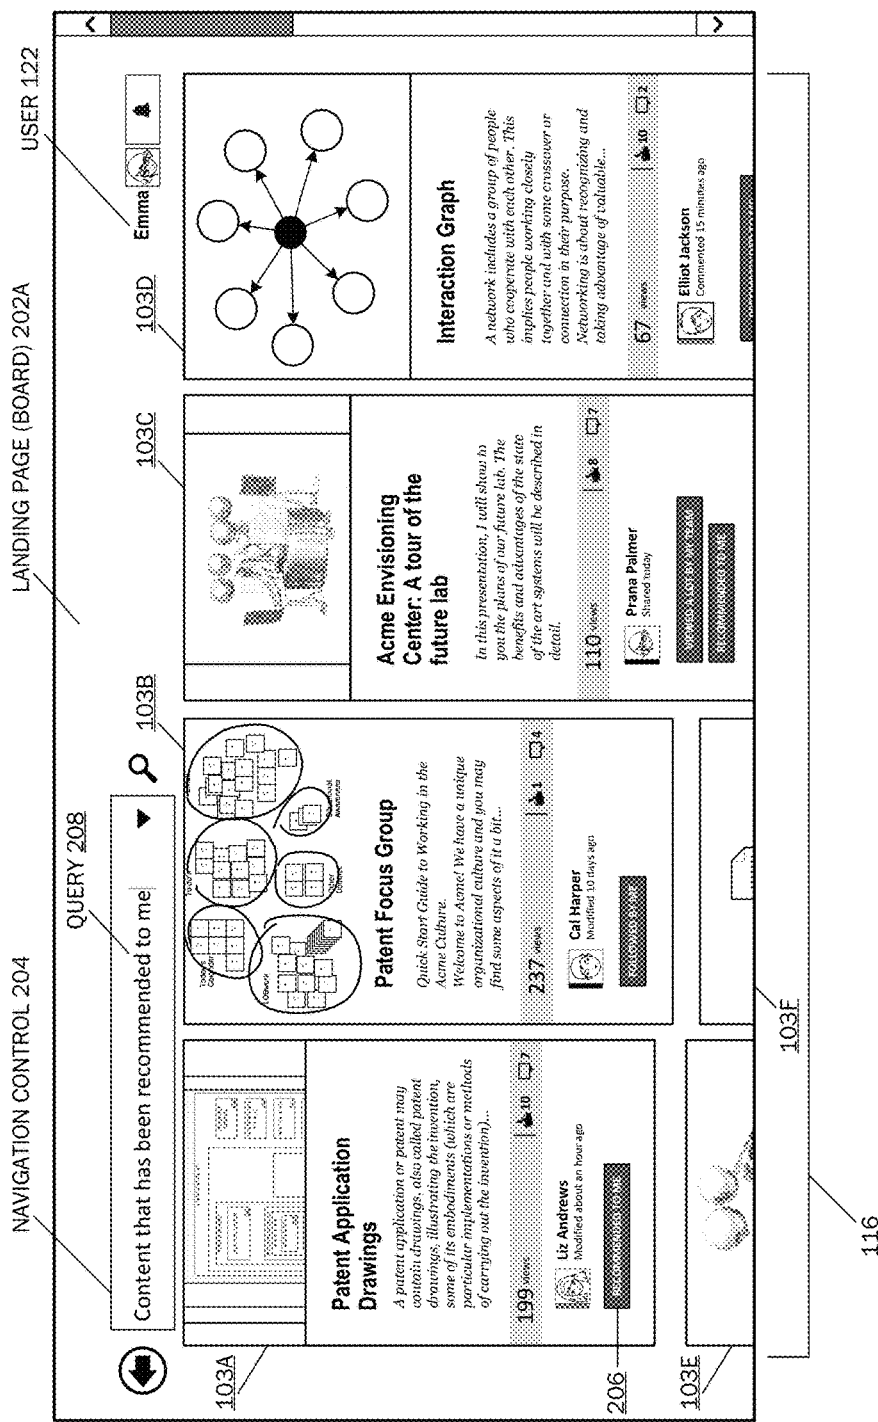 NAVIGATION CONTROL 204
QUERY 208
LANDING PAGE (BOARD) 202A
USER 122
Content that has been recommended to me
Emma
103A
103B
103C
103D
Patent Application
Drawings
A patent application or patent may
contain drawings, also called patent
drawings, illustrating the invention,
some of its embodiments (which are
particular implementations or methods
of carrying out the invention)...
199 views
10
7
Liz Andrews
Modified about an hour ago
RECOMMENDED TO ME
206
Patent Focus Group
Quick Start Guide to Working in the
Acme Culture.
Welcome to Acme! We have a unique
organizational culture and you may
find some aspects of it a bit...
237 views
1
4
Cal Harper
Modified 10 days ago
Acme Envisioning
Center: A tour of the
future lab
In this presentation, I will show to
you the plans of our future lab. The
benefits and advantages of the state
of the art systems will be described in
detail.
110 views
8
7
Prana Palmer
Shared today
RECOMMENDED TO ME
Interaction Graph
A network includes a group of people
who cooperate with each other. This
implies people working closely
together and with some crossover or
connection in their purpose.
Networking is about recognizing and
taking advantage of valuable...
67 views
10
2
Elliot Jackson
Commented 15 minutes ago
103E
103F
116